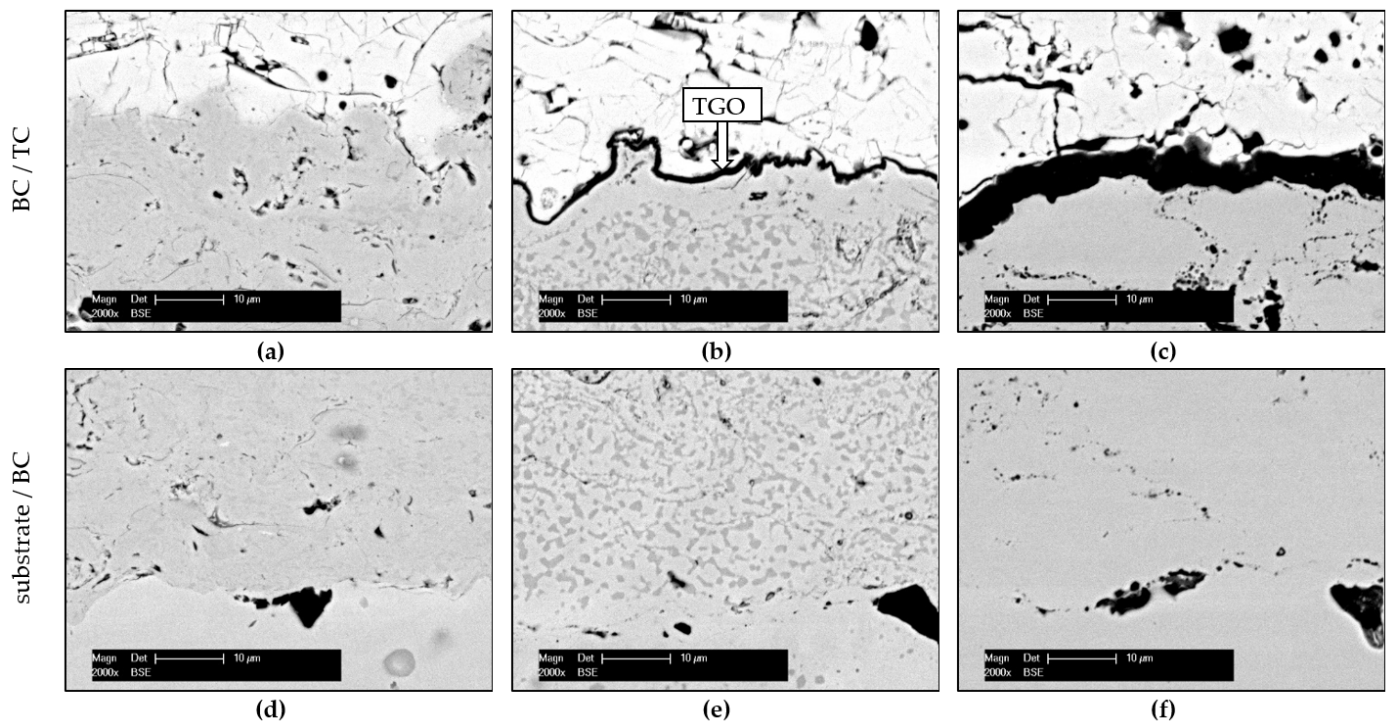 BC / TC
TGO
Magn Det 10 µm
2000x BSE
Magn Det 10 µm
2000x BSE
Magn Det 10 µm
2000x BSE
(a) (b) (c)
substrate / BC
Magn Det 10 µm
2000x BSE
Magn Det 10 µm
2000x BSE
Magn Det 10 µm
2000x BSE
(d) (e) (f)